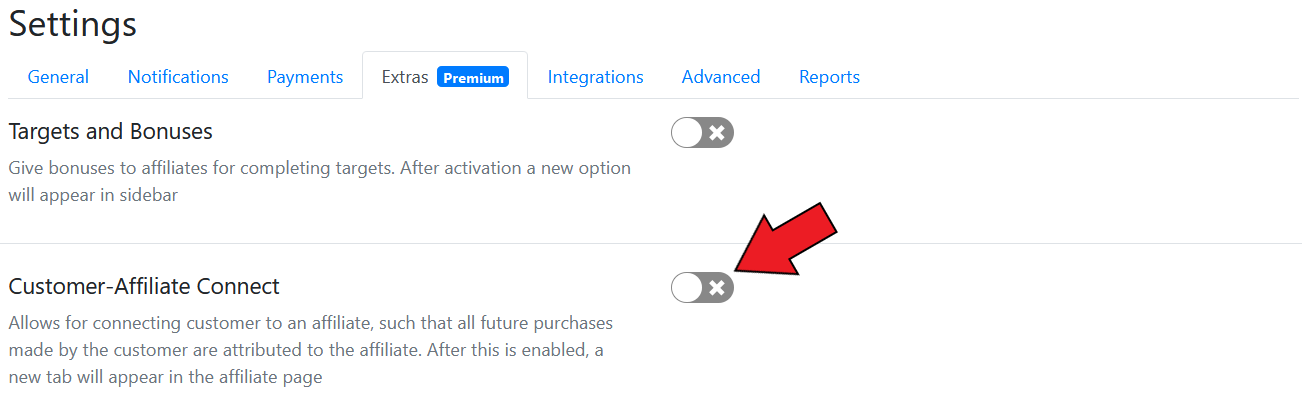 Settings
General Notifications Payments Extras Premium Integrations Advanced Reports
Targets and Bonuses
Give bonuses to affiliates for completing targets. After activation a new option
will appear in sidebar
Customer-Affiliate Connect
Allows for connecting customer to an affiliate, such that all future purchases
made by the customer are attributed to the affiliate. After this is enabled, a
new tab will appear in the affiliate page